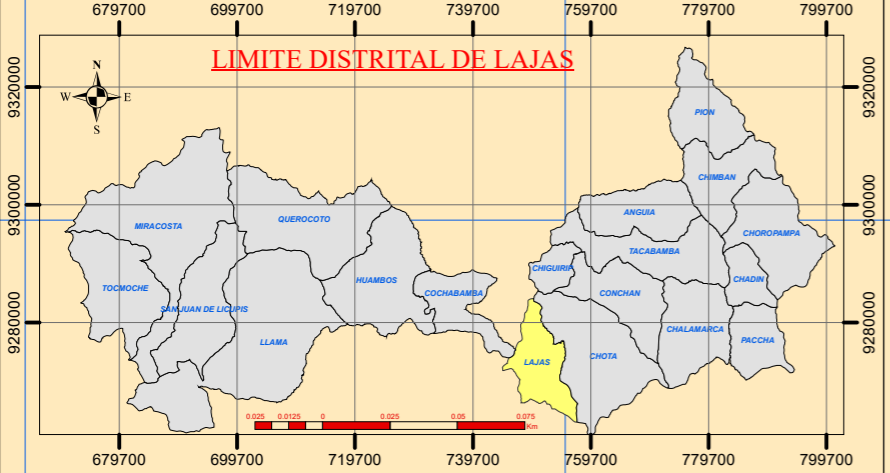 679700 699700 719700 739700 759700 779700 799700
LIMITE DISTRITAL DE LAJAS
9320000 9320000
N
W E
S
PION
CHIMBAN
9300000 9300000
ANGUIA
QUEROCOTO
MIRACOSTA
CHOROPAMPA
TACABAMBA
CHIGUIRIP
HUAMBOS
CHADIN
TOCMOCHE
COCHABAMBA
CONCHAN
SAN JUAN DE LICUPIS
9280000 9280000
CHALAMARCA
LLAMA
PACCHA
CHOTA
LAJAS
0.025 0.0125 0 0.025 0.05 0.075
Km
679700 699700 719700 739700 759700 779700 799700